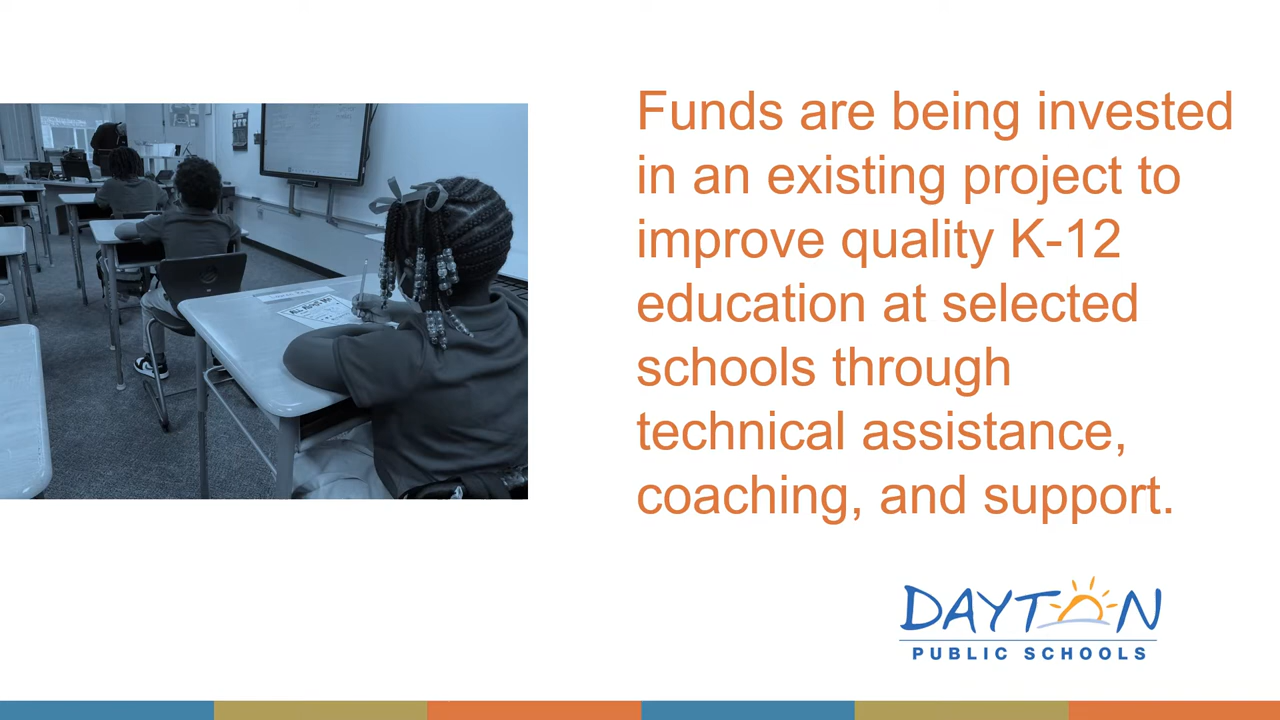 Funds are being invested
in an existing project to
improve quality K-12
education at selected
schools through
technical assistance,
coaching, and support.
DAYTON
PUBLIC SCHOOLS